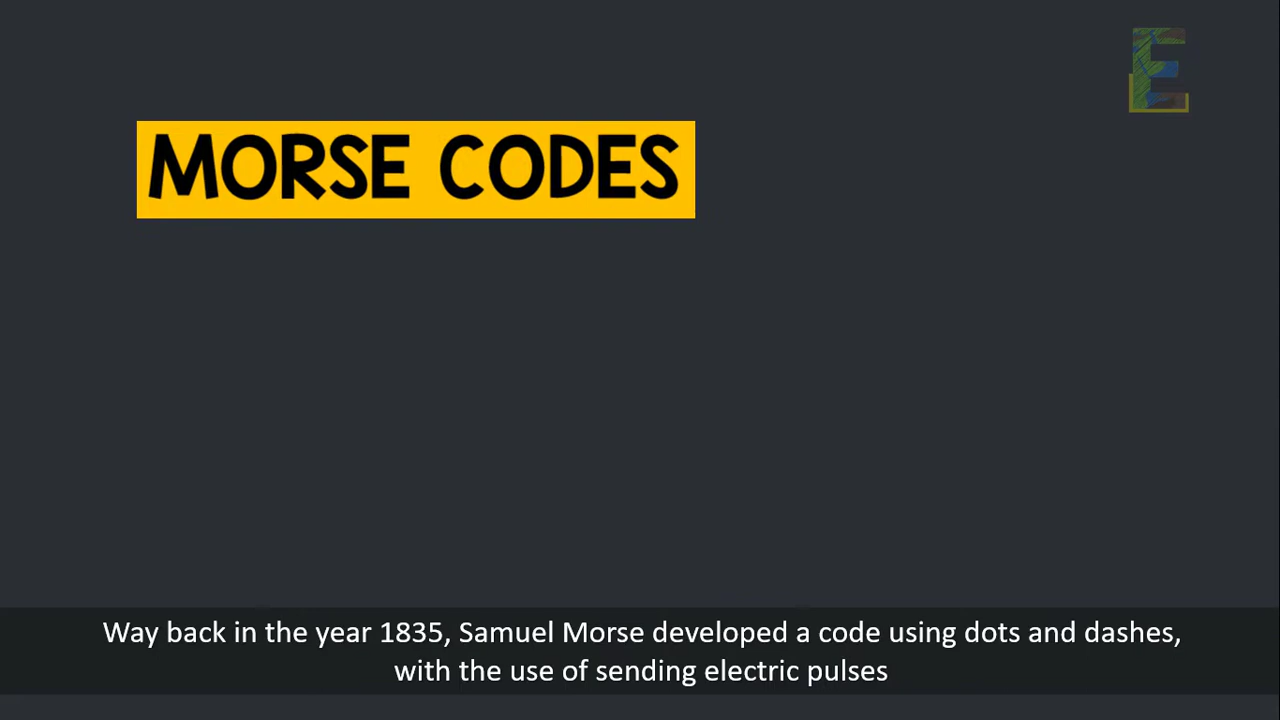 E
MORSE CODES
Way back in the year 1835, Samuel Morse developed a code using dots and dashes,
with the use of sending electric pulses